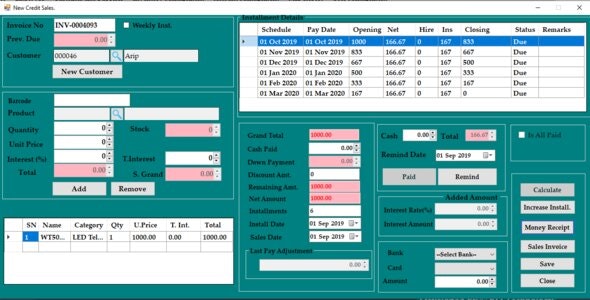 New Credit Sales.
Invoice No INV-0004093 Weekly Inst.
Prev. Due 0.00
Customer 000046 Arip
New Customer
Barcode
Product
Quantity 0 Stock 0
Unit Price 0
Interest (%) 0 T.Interest 0
Total 0.00 S. Grand 0.00
Add Remove
SN Name Category Qty U.Price T. Int. Total
1 WT50... LED Tel... 1 1000.00 0.00 1000.00
Installment Details
Schedule Pay Date Opening Net Hire Ins Closing Status Remarks
01 Oct 2019 01 Oct 2019 1000 166.67 0 167 833 Due
01 Nov 2019 01 Nov 2019 833 166.67 0 167 667 Due
01 Dec 2019 01 Dec 2019 667 166.67 0 167 500 Due
01 Jan 2020 01 Jan 2020 500 166.67 0 167 333 Due
01 Feb 2020 01 Feb 2020 333 166.67 0 167 167 Due
01 Mar 2020 01 Mar 2020 167 166.67 0 167 0 Due
Grand Total 1000.00
Cash Paid 0.00
Down Payment 0.00
Discount Amt. 0
Remaining Amt. 1000.00
Net Amount 1000.00
Installments 6
Install Date 01 Sep 2019
Sales Date 01 Sep 2019
Last Pay Adjustment
0.00
Cash 0.00 Total 166.67
Remind Date 01 Sep 2019
Paid Remind
Added Amount
Interest Rate(%) 0.00
Interest Amount 0.00
Bank --Select Bank--
Card
Amount 0.00
Is All Paid
Calculate
Increase Install.
Money Receipt
Sales Invoice
Save
Close